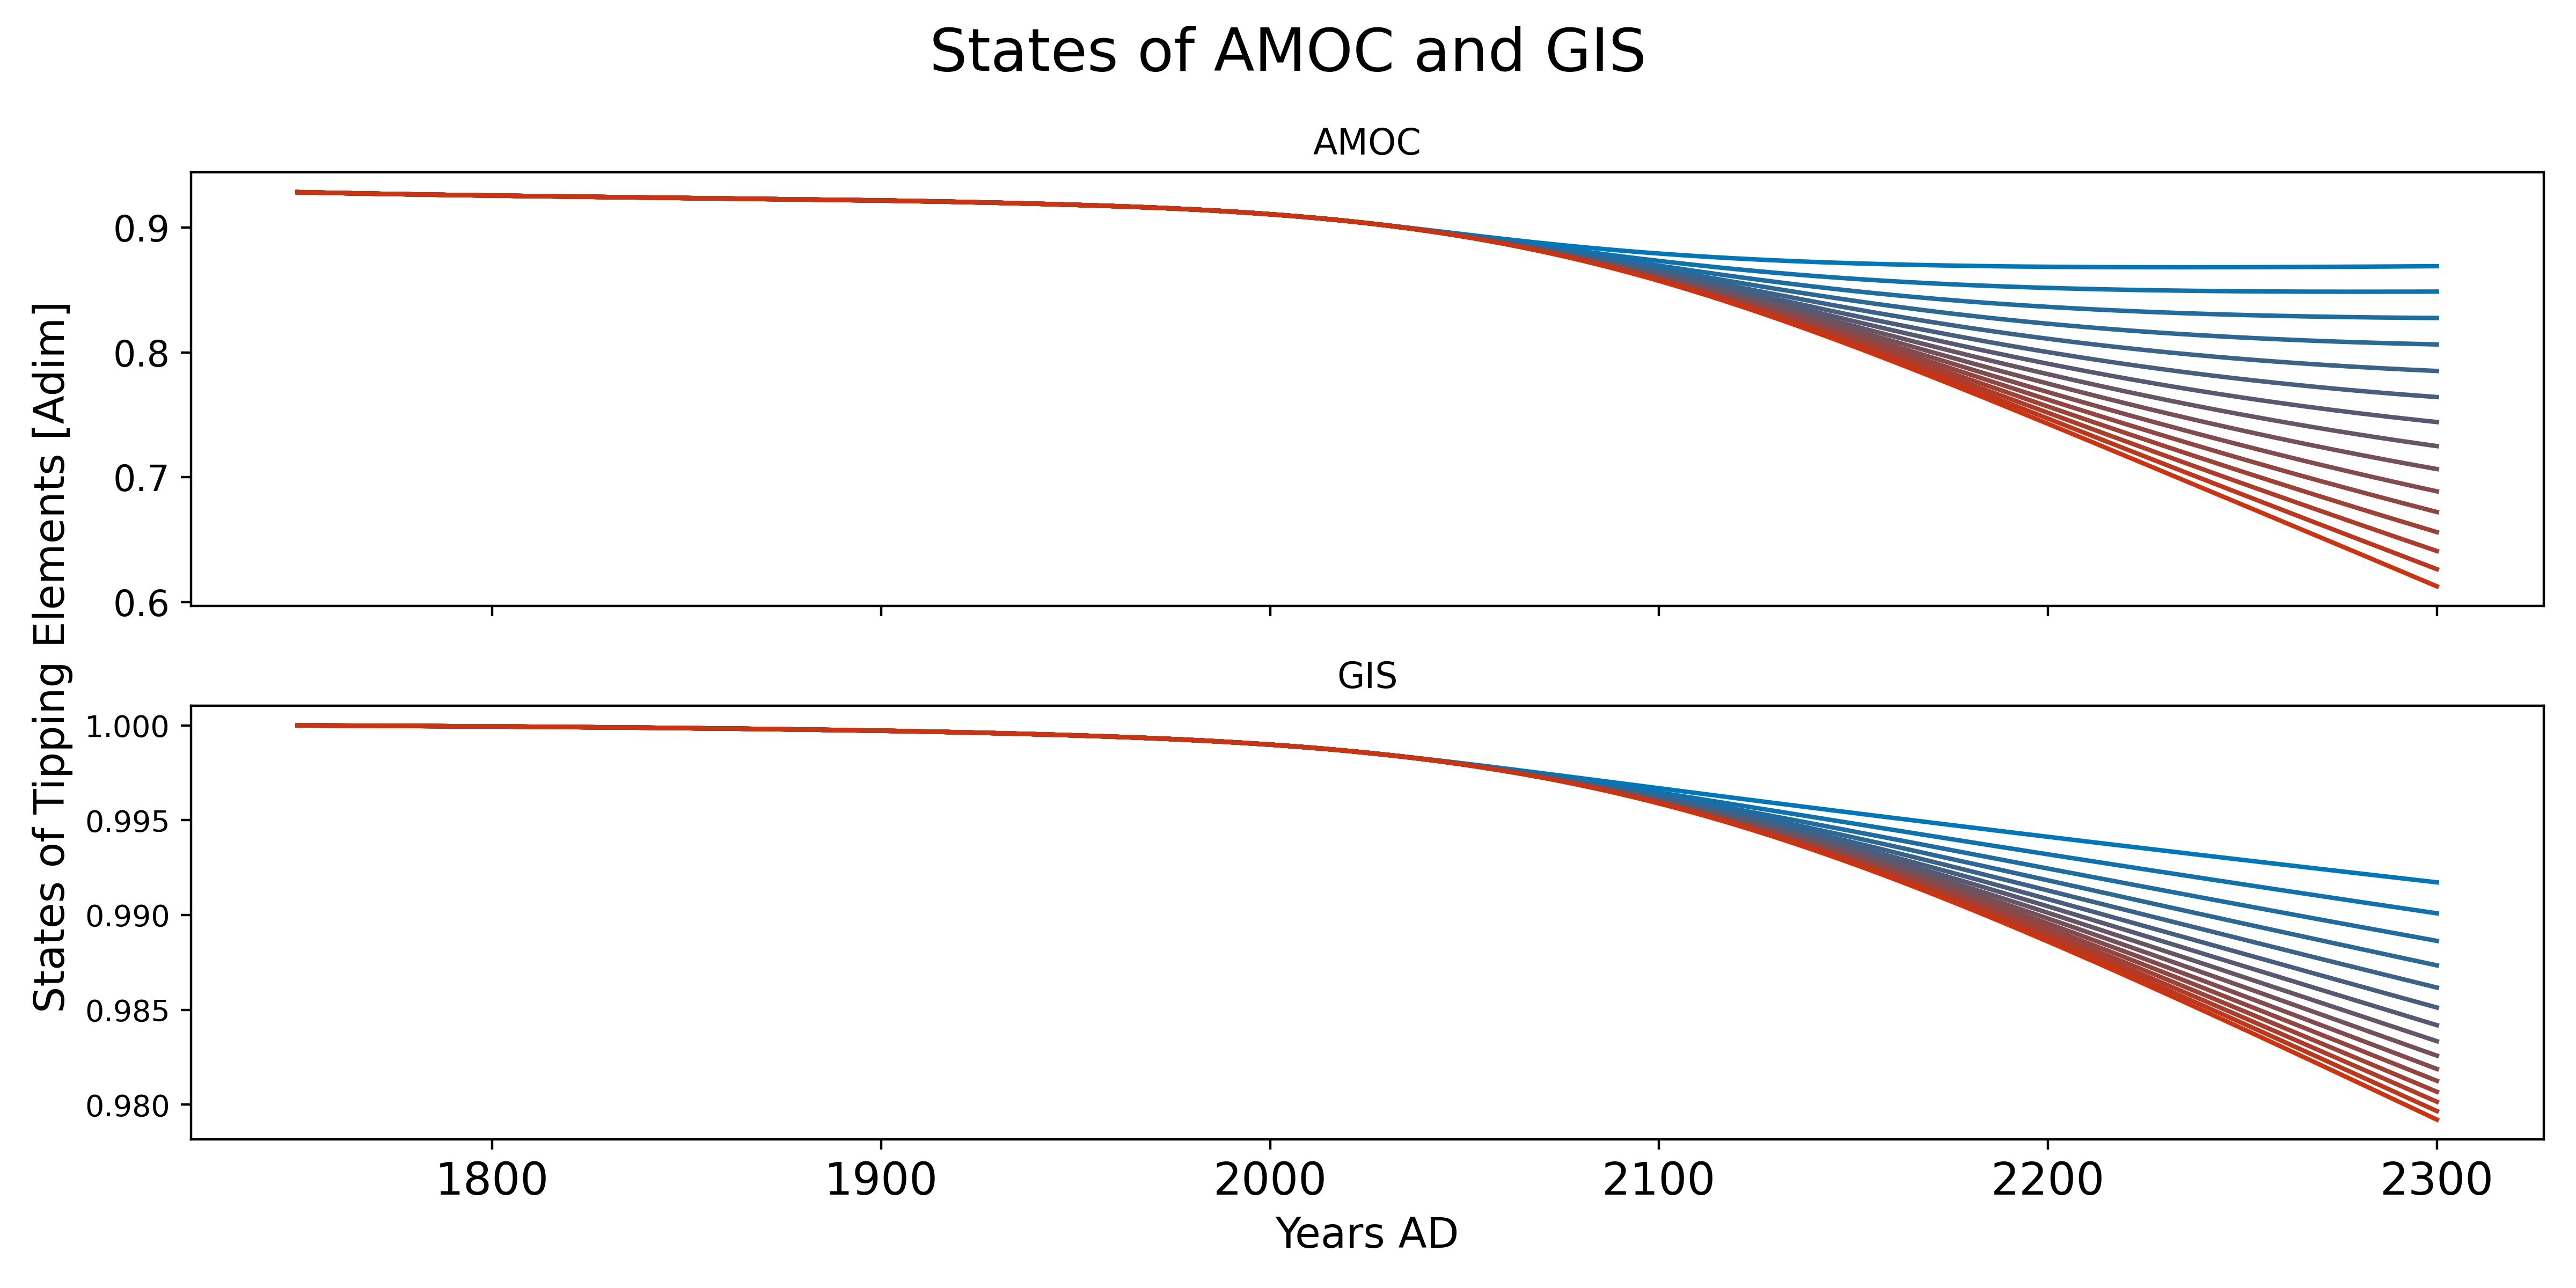 States of AMOC and GIS
AMOC
0.9
0.8
0.7
0.6
States of Tipping Elements [Adim]
GIS
1.000
0.995
0.990
0.985
0.980
1800 1900 2000 2100 2200 2300
Years AD